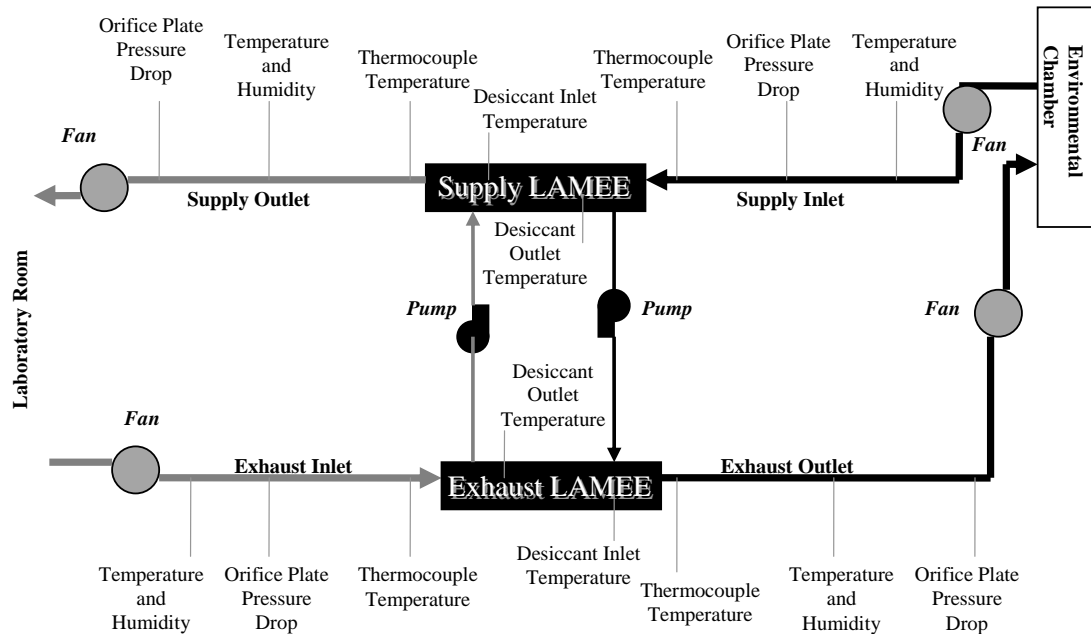 Orifice Plate
Pressure
Drop
Temperature
and
Humidity
Thermocouple
Temperature
Desiccant Inlet
Temperature
Thermocouple
Temperature
Orifice Plate
Pressure
Drop
Temperature
and
Humidity
Environmental
Chamber
Fan
Fan
Supply Outlet
Supply LAMEE
Supply Inlet
Desiccant
Outlet
Temperature
Laboratory Room
Pump
Pump
Fan
Desiccant
Outlet
Temperature
Fan
Exhaust Inlet
Exhaust LAMEE
Exhaust Outlet
Temperature
and
Humidity
Orifice Plate
Pressure
Drop
Thermocouple
Temperature
Desiccant Inlet
Temperature
Thermocouple
Temperature
Temperature
and
Humidity
Orifice Plate
Pressure
Drop